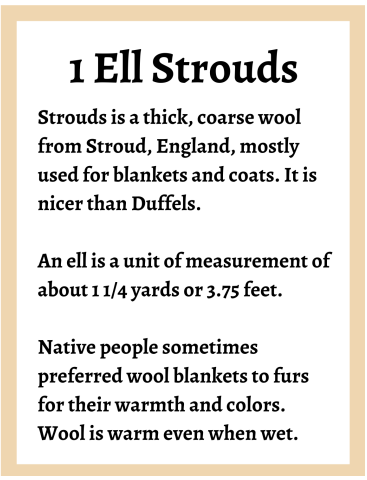 1 Ell Strouds
Strouds is a thick, coarse wool
from Stroud, England, mostly
used for blankets and coats. It is
nicer than Duffels.
An ell is a unit of measurement of
about 1 1/4 yards or 3.75 feet.
Native people sometimes
preferred wool blankets to furs
for their warmth and colors.
Wool is warm even when wet.